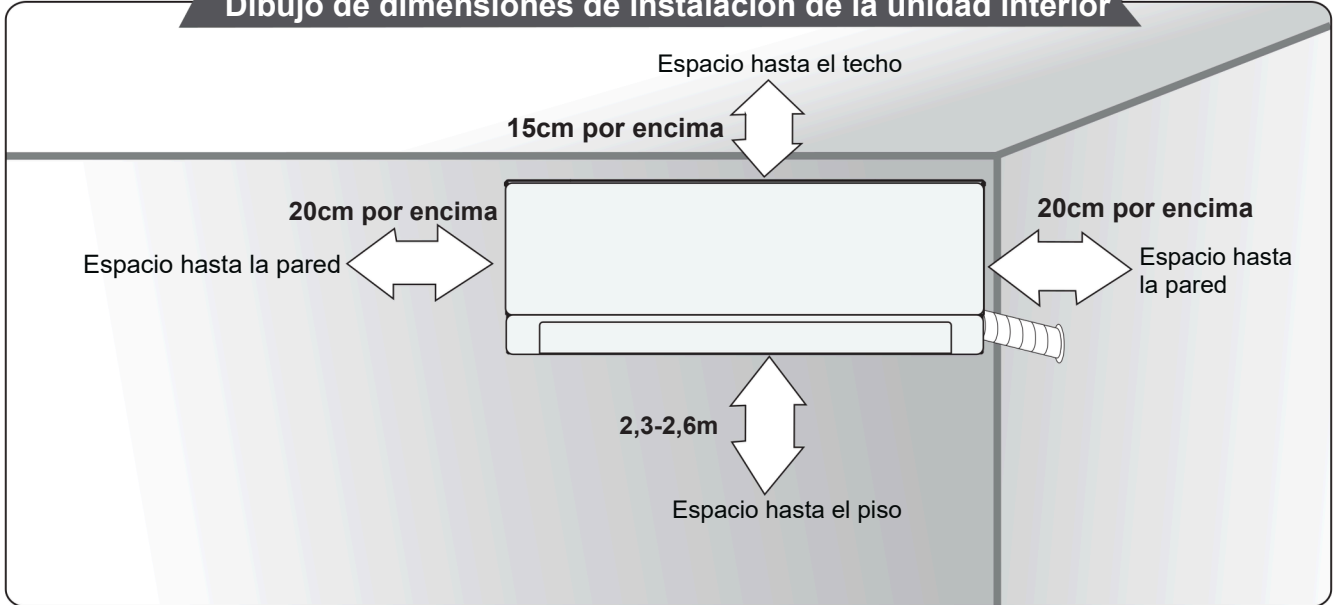 Dibujo de dimensiones de instalación de la unidad interior
Espacio hasta el techo
15cm por encima
20cm por encima
Espacio hasta la pared
20cm por encima
Espacio hasta
la pared
2,3-2,6m
Espacio hasta el piso